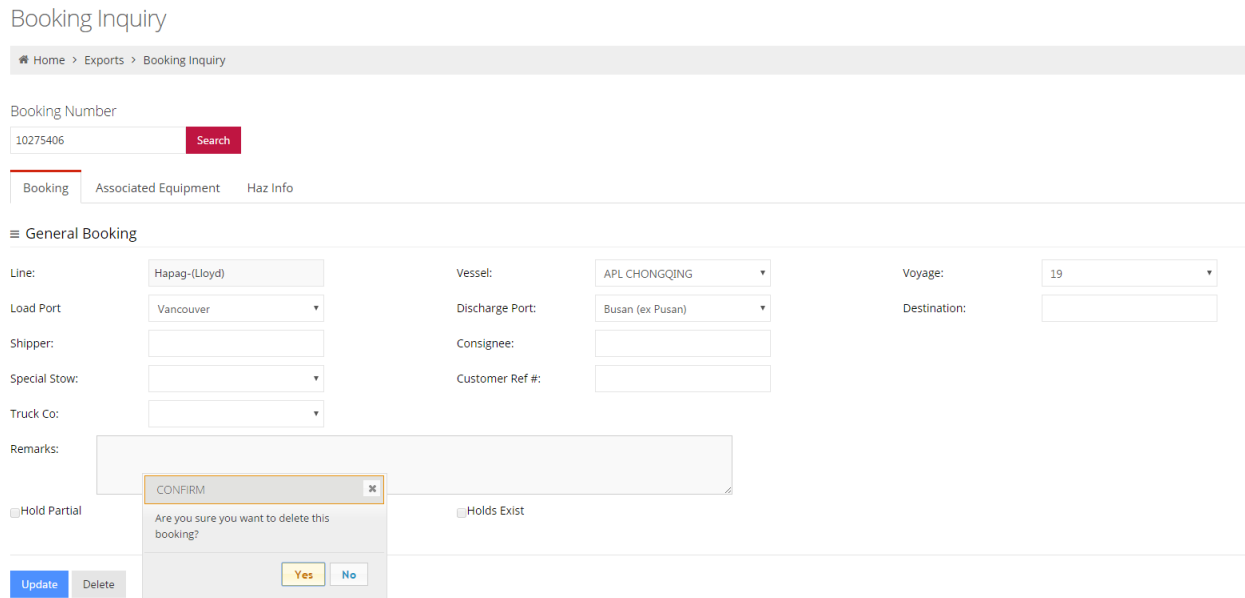 Booking Inquiry
Home > Exports > Booking Inquiry
Booking Number
10275406 Search
Booking Associated Equipment Haz Info
General Booking
Line: Hapag-(Lloyd) Vessel: APL CHONGQING Voyage: 19
Load Port Vancouver Discharge Port: Busan (ex Pusan) Destination:
Shipper: Consignee:
Special Stow: Customer Ref #:
Truck Co:
Remarks:
CONFIRM
Hold Partial Holds Exist
Are you sure you want to delete this
booking?
Yes No
Update Delete